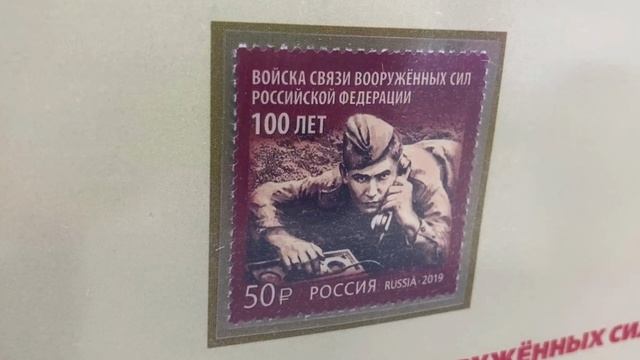 ВОЙСКА СВЯЗИ ВООРУЖЁННЫХ СИЛ
РОССИЙСКОЙ ФЕДЕРАЦИИ
100 ЛЕТ
50₽ РОССИЯ RUSSIA · 2019